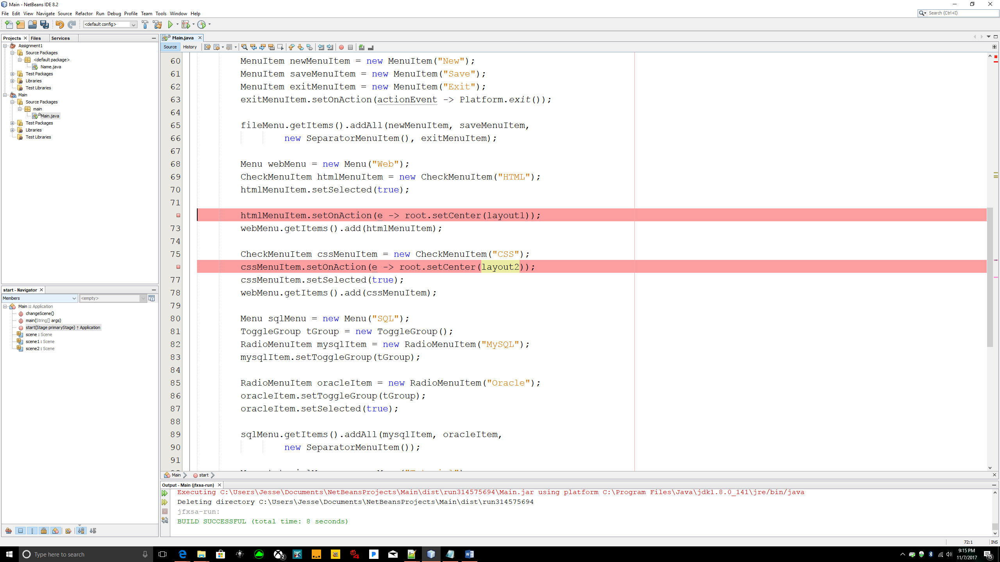 Main - NetBeans IDE 8.2
File Edit View Navigate Source Refactor Run Debug Profile Team Tools Window Help
Search (Ctrl+I)
<default config>
Projects Files Services
Assignment1
Source Packages
<default package>
Name.java
Test Packages
Libraries
Test Libraries
Main
Source Packages
main
Main.java
Test Packages
Libraries
Test Libraries
start - Navigator
Members <empty>
Main :: Application
changeScene()
main(String[] args)
start(Stage primaryStage) ↑ Application
scene : Scene
scene1 : Scene
scene2 : Scene
Main.java
Source History
60 MenuItem newMenuItem = new MenuItem("New");
61 MenuItem saveMenuItem = new MenuItem("Save");
62 MenuItem exitMenuItem = new MenuItem("Exit");
63 exitMenuItem.setOnAction(actionEvent -> Platform.exit());
64
65 fileMenu.getItems().addAll(newMenuItem, saveMenuItem,
66 new SeparatorMenuItem(), exitMenuItem);
67
68 Menu webMenu = new Menu("Web");
69 CheckMenuItem htmlMenuItem = new CheckMenuItem("HTML");
70 htmlMenuItem.setSelected(true);
71
htmlMenuItem.setOnAction(e -> root.setCenter(layout1));
73 webMenu.getItems().add(htmlMenuItem);
74
75 CheckMenuItem cssMenuItem = new CheckMenuItem("CSS");
cssMenuItem.setOnAction(e -> root.setCenter(layout2));
77 cssMenuItem.setSelected(true);
78 webMenu.getItems().add(cssMenuItem);
79
80 Menu sqlMenu = new Menu("SQL");
81 ToggleGroup tGroup = new ToggleGroup();
82 RadioMenuItem mysqlItem = new RadioMenuItem("MySQL");
83 mysqlItem.setToggleGroup(tGroup);
84
85 RadioMenuItem oracleItem = new RadioMenuItem("Oracle");
86 oracleItem.setToggleGroup(tGroup);
87 oracleItem.setSelected(true);
88
89 sqlMenu.getItems().addAll(mysqlItem, oracleItem,
90 new SeparatorMenuItem());
91
Main start
Output - Main (jfxsa-run)
Executing C:\Users\Jesse\Documents\NetBeansProjects\Main\dist\run314575694\Main.jar using platform C:\Program Files\Java\jdk1.8.0_141\jre/bin/java
Deleting directory C:\Users\Jesse\Documents\NetBeansProjects\Main\dist\run314575694
jfxsa-run:
BUILD SUCCESSFUL (total time: 8 seconds)
72:1 INS
Type here to search
2
9:15 PM
11/7/2017
15